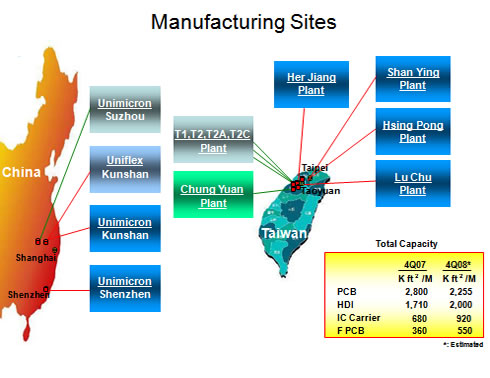 Manufacturing Sites
Her Jiang
Plant
Shan Ying
Plant
Unimicron
Suzhou
T1,T2,T2A,T2C
Plant
Hsing Pong
Plant
China
Uniflex
Kunshan
Taipei
Taoyuan
Chung Yuan
Plant
Lu Chu
Plant
Unimicron
Kunshan
Taiwan
Shanghai
Shenzhen
Unimicron
Shenzhen
Total Capacity
4Q07 4Q08*
K ft ² /M K ft ² /M
PCB 2,800 2,255
HDI 1,710 2,000
IC Carrier 680 920
F PCB 360 550
*: Estimated